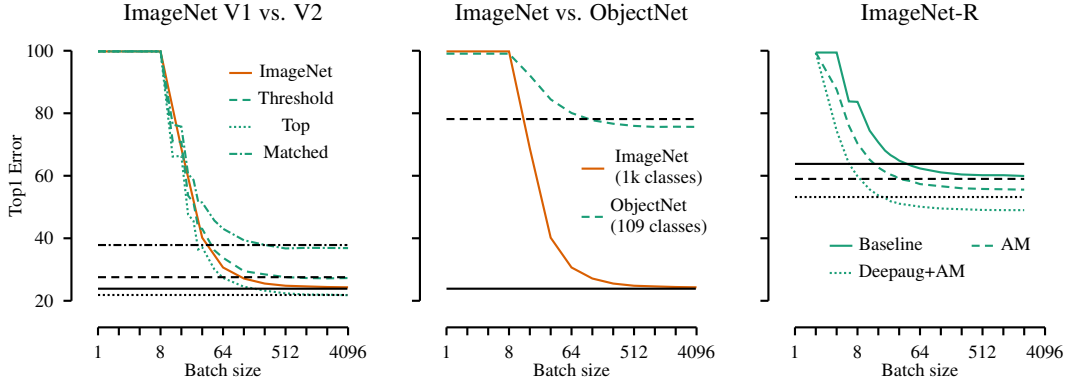 ImageNet V1 vs. V2
ImageNet vs. ObjectNet
ImageNet-R
Top1 Error
100
80
60
40
20
ImageNet
Threshold
Top
Matched
1
8
64
512
4096
Batch size
ImageNet
(1k classes)
ObjectNet
(109 classes)
1
8
64
512
4096
Batch size
Baseline
AM
Deepaug+AM
1
8
64
512
4096
Batch size